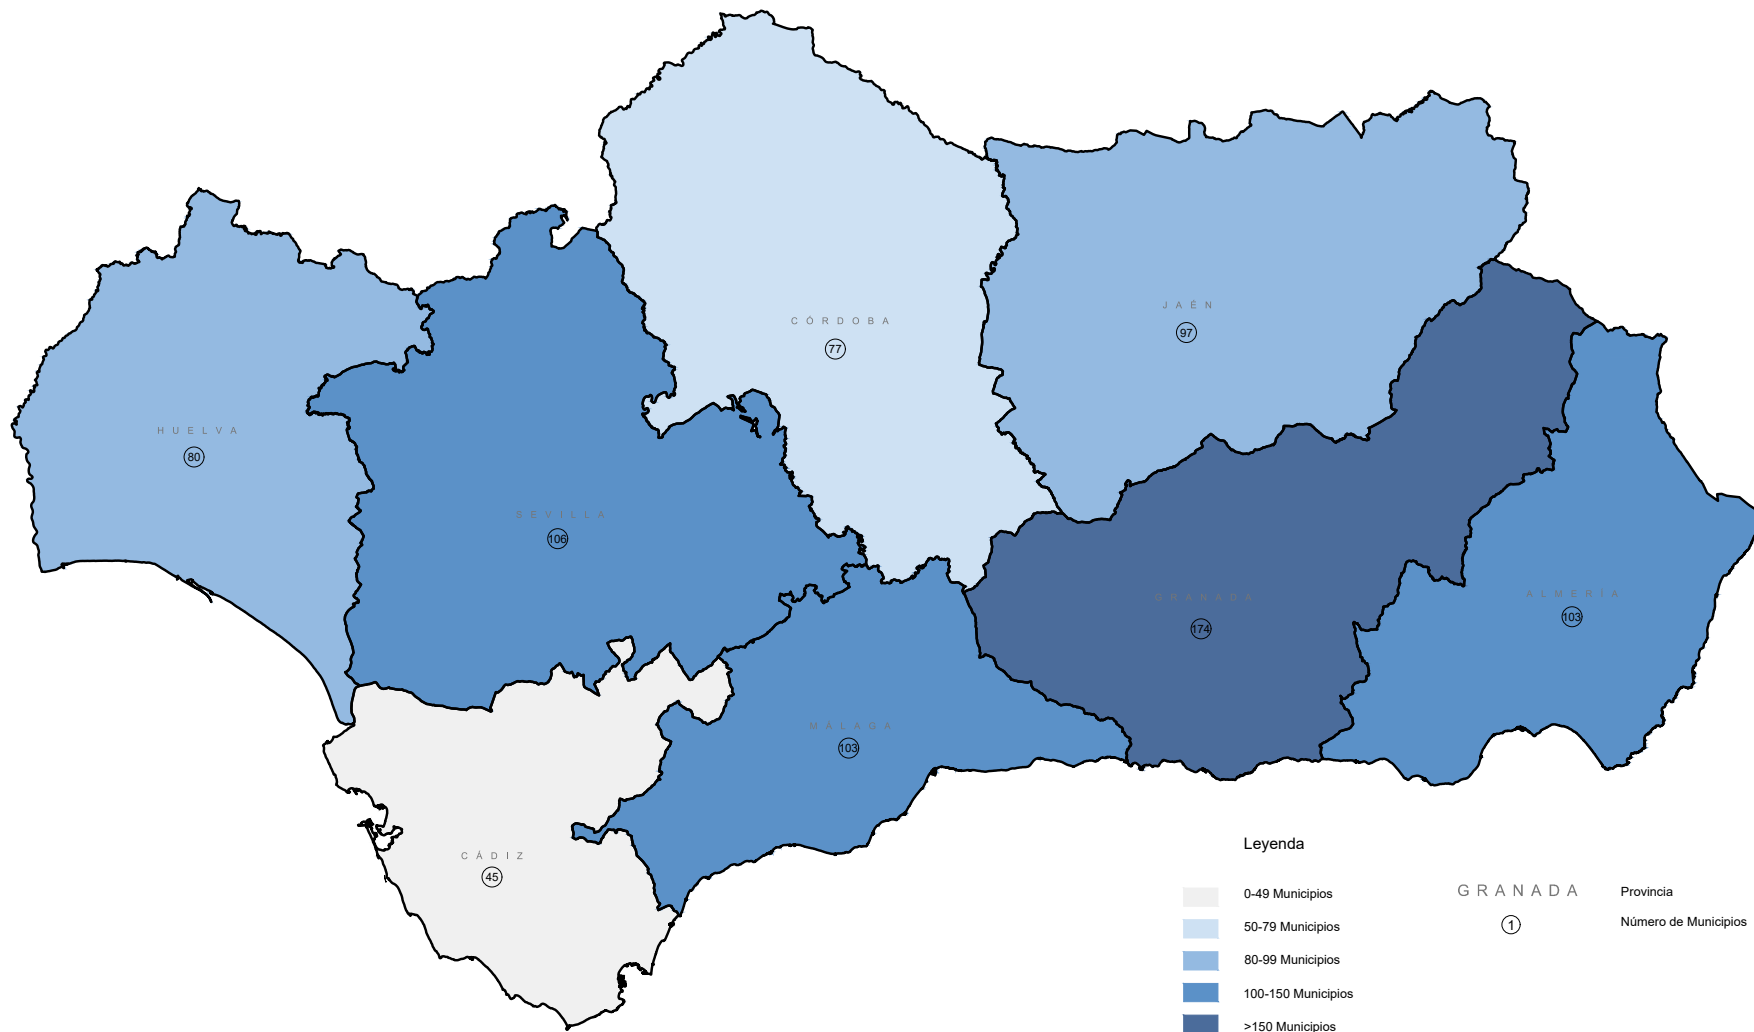 JAÉN
97
CÓRDOBA
77
HUELVA
80
SEVILLA
106
GRANADA
174
ALMERÍA
103
MÁLAGA
103
CÁDIZ
45
Leyenda
0-49 Municipios
50-79 Municipios
80-99 Municipios
100-150 Municipios
>150 Municipios
GRANADA Provincia
1 Número de Municipios